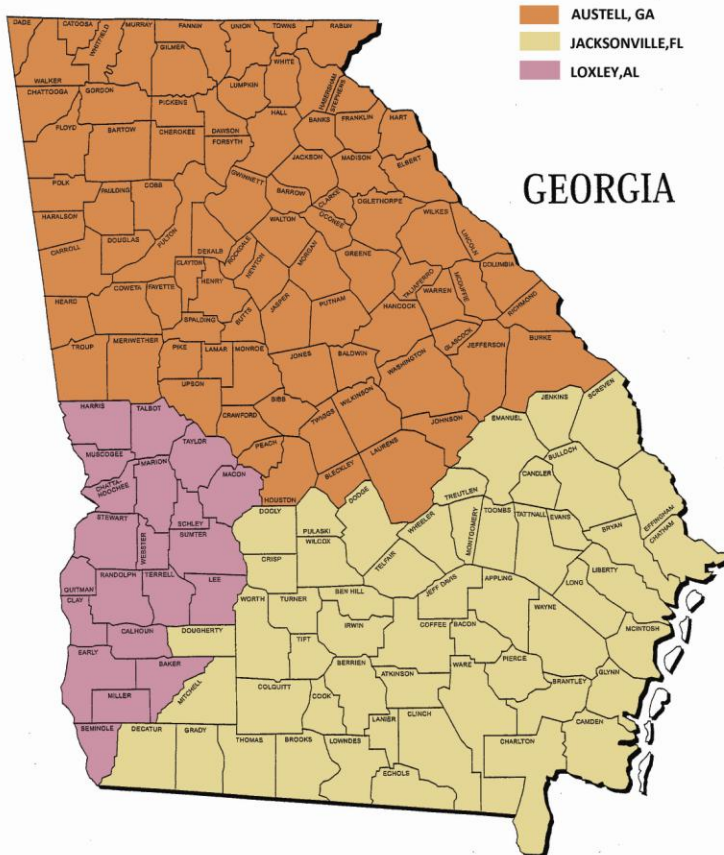 AUSTELL, GA
JACKSONVILLE,FL
LOXLEY,AL
GEORGIA
DADE
CATOOSA
WHITFIELD
MURRAY
FANNIN
UNION
TOWNS
RABUN
GILMER
WHITE
WALKER
CHATTOOGA
GORDON
PICKENS
LUMPKIN
HABERSHAM
STEPHENS
HALL
BANKS
FRANKLIN
HART
FLOYD
BARTOW
CHEROKEE
DAWSON
FORSYTH
JACKSON
MADISON
ELBERT
POLK
PAULDING
COBB
GWINNETT
BARROW
CLARKE
OCONEE
OGLETHORPE
WILKES
LINCOLN
HARALSON
CARROLL
DOUGLAS
FULTON
DEKALB
ROCKDALE
WALTON
NEWTON
MORGAN
GREENE
TALIAFERRO
COLUMBIA
MCDUFFIE
WARREN
RICHMOND
CLAYTON
HENRY
HEARD
COWETA
FAYETTE
SPALDING
BUTTS
JASPER
PUTNAM
HANCOCK
GLASCOCK
JEFFERSON
BURKE
TROUP
MERIWETHER
PIKE
LAMAR
MONROE
JONES
BALDWIN
WASHINGTON
UPSON
BIBB
CRAWFORD
TWIGGS
WILKINSON
JOHNSON
JENKINS
SCREVEN
EMANUEL
HARRIS
TALBOT
TAYLOR
PEACH
HOUSTON
BLECKLEY
LAURENS
MUSCOGEE
MARION
MACON
CHATTA-
HOOCHEE
BULLOCH
CANDLER
EFFINGHAM
CHATHAM
STEWART
WEBSTER
SCHLEY
SUMTER
DOOLY
PULASKI
WILCOX
DODGE
WHEELER
TREUTLEN
MONTGOMERY
TOOMBS
TATTNALL
EVANS
BRYAN
CRISP
TELFAIR
QUITMAN
CLAY
RANDOLPH
TERRELL
LEE
WORTH
TURNER
BEN HILL
JEFF DAVIS
APPLING
LONG
LIBERTY
IRWIN
COFFEE
BACON
WAYNE
MCINTOSH
CALHOUN
DOUGHERTY
TIFT
EARLY
BAKER
BERRIEN
ATKINSON
WARE
PIERCE
GLYNN
MILLER
MITCHELL
COLQUITT
COOK
LANIER
CLINCH
BRANTLEY
CAMDEN
SEMINOLE
DECATUR
GRADY
THOMAS
BROOKS
LOWNDES
ECHOLS
CHARLTON